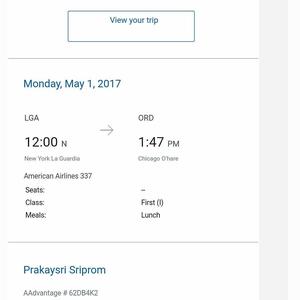 View your trip
Monday, May 1, 2017
LGA ORD
12:00 N 1:47 PM
New York La Guardia Chicago O'hare
American Airlines 337
Seats: --
Class: First (I)
Meals: Lunch
Prakaysri Sriprom
AAdvantage # 62DB4K2